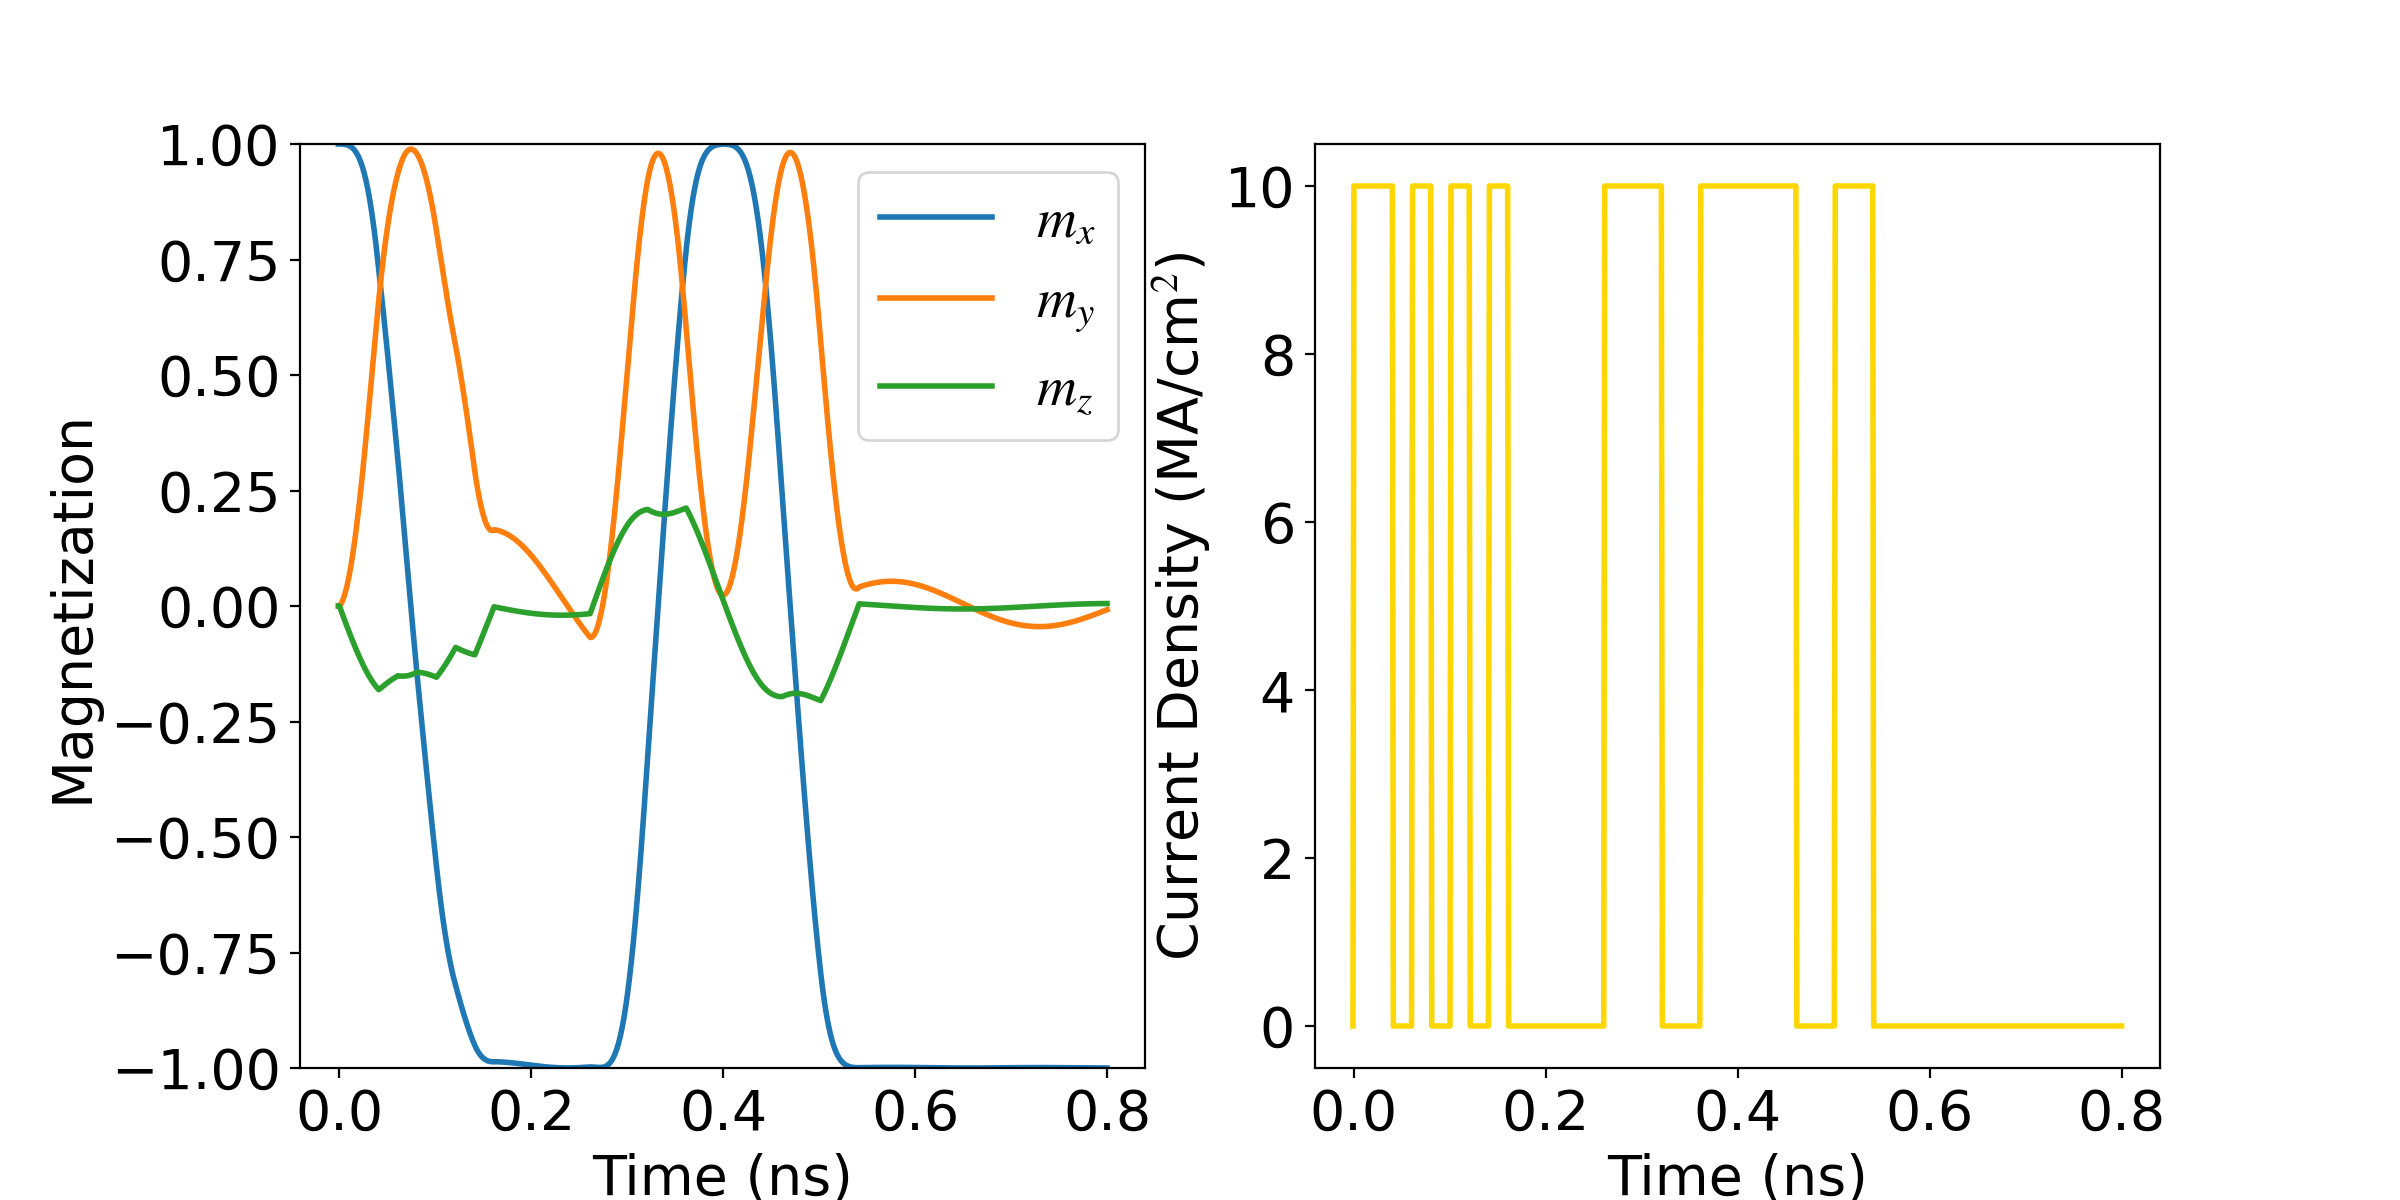 1.00
0.75
0.50
0.25
0.00
−0.25
−0.50
−0.75
−1.00
Magnetization
0.0 0.2 0.4 0.6 0.8
Time (ns)
m_x
m_y
m_z
10
8
6
4
2
0
Current Density (MA/cm²)
0.0 0.2 0.4 0.6 0.8
Time (ns)